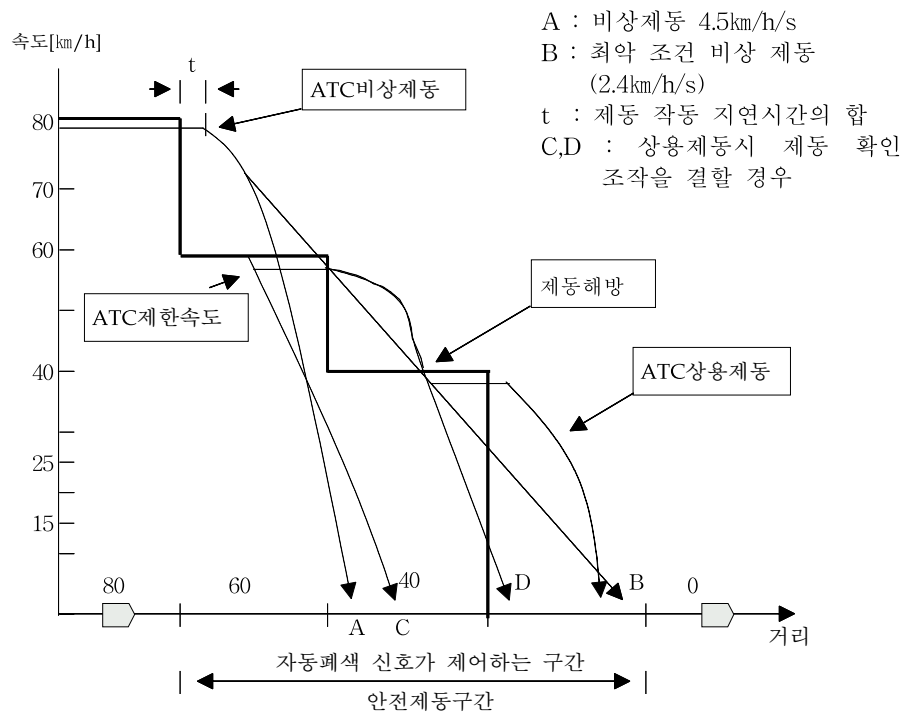 속도[㎞/h]
A : 비상제동 4.5㎞/h/s
B : 최악 조건 비상 제동
(2.4㎞/h/s)
t : 제동 작동 지연시간의 합
C,D : 상용제동시 제동 확인
조작을 결할 경우
t
ATC비상제동
80
70
60
제동해방
ATC제한속도
40
ATC상용제동
25
15
80
60
40
D
B
0
A
C
거리
자동폐색 신호가 제어하는 구간
안전제동구간